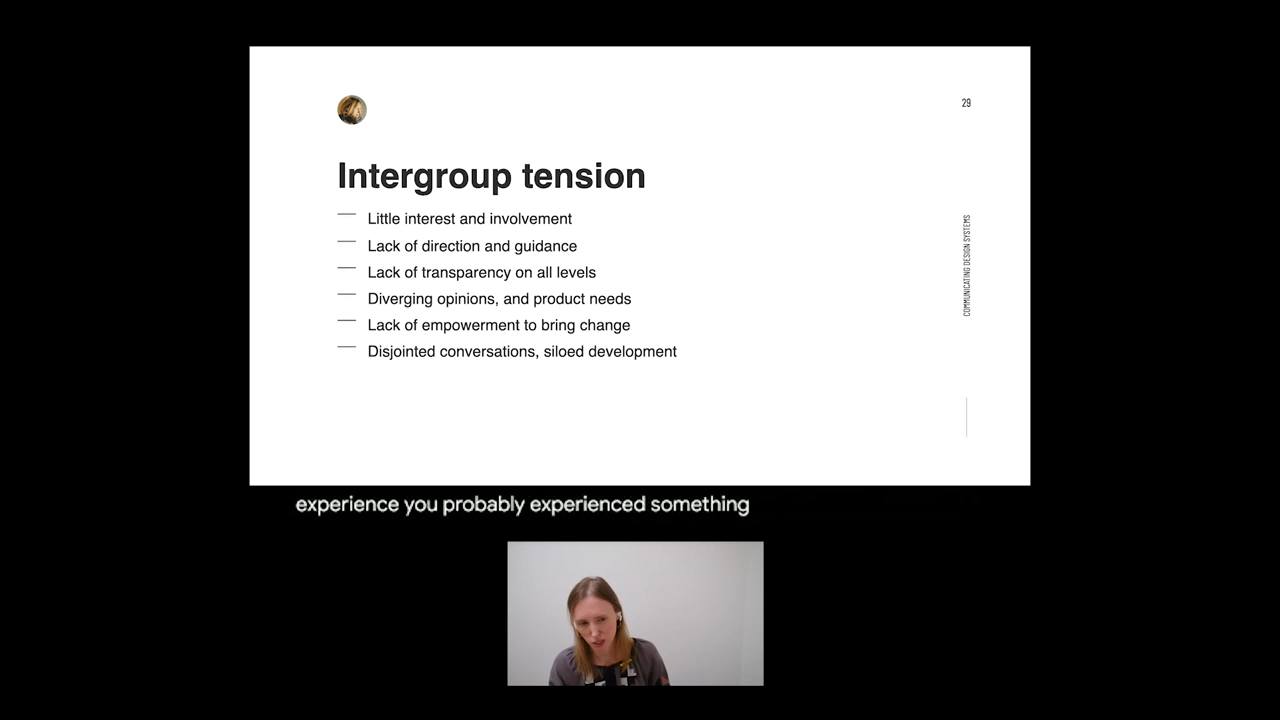 29
Intergroup tension
Little interest and involvement
Lack of direction and guidance
Lack of transparency on all levels
Diverging opinions, and product needs
Lack of empowerment to bring change
Disjointed conversations, siloed development
COMMUNICATING DESIGN SYSTEMS
experience you probably experienced something